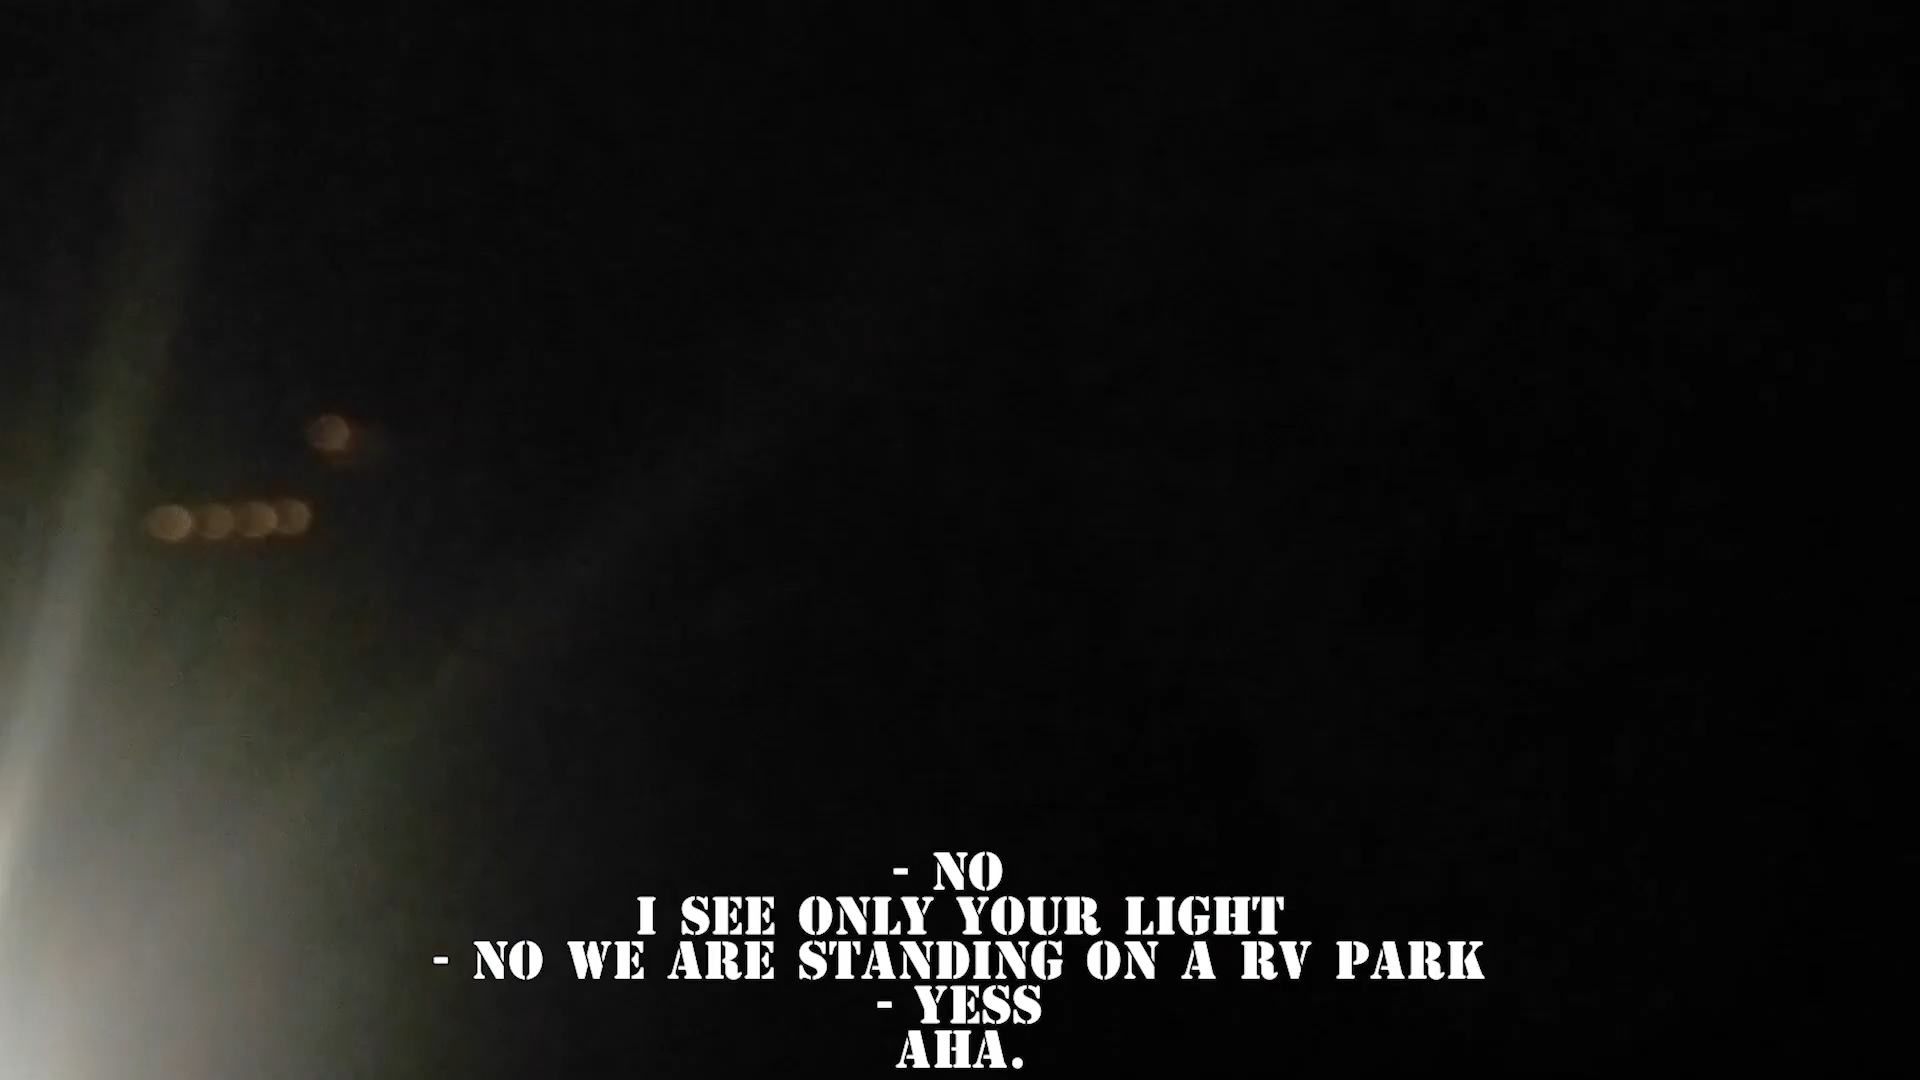 - NO
I SEE ONLY YOUR LIGHT
- NO WE ARE STANDING ON A RV PARK
- YESS
AHA.